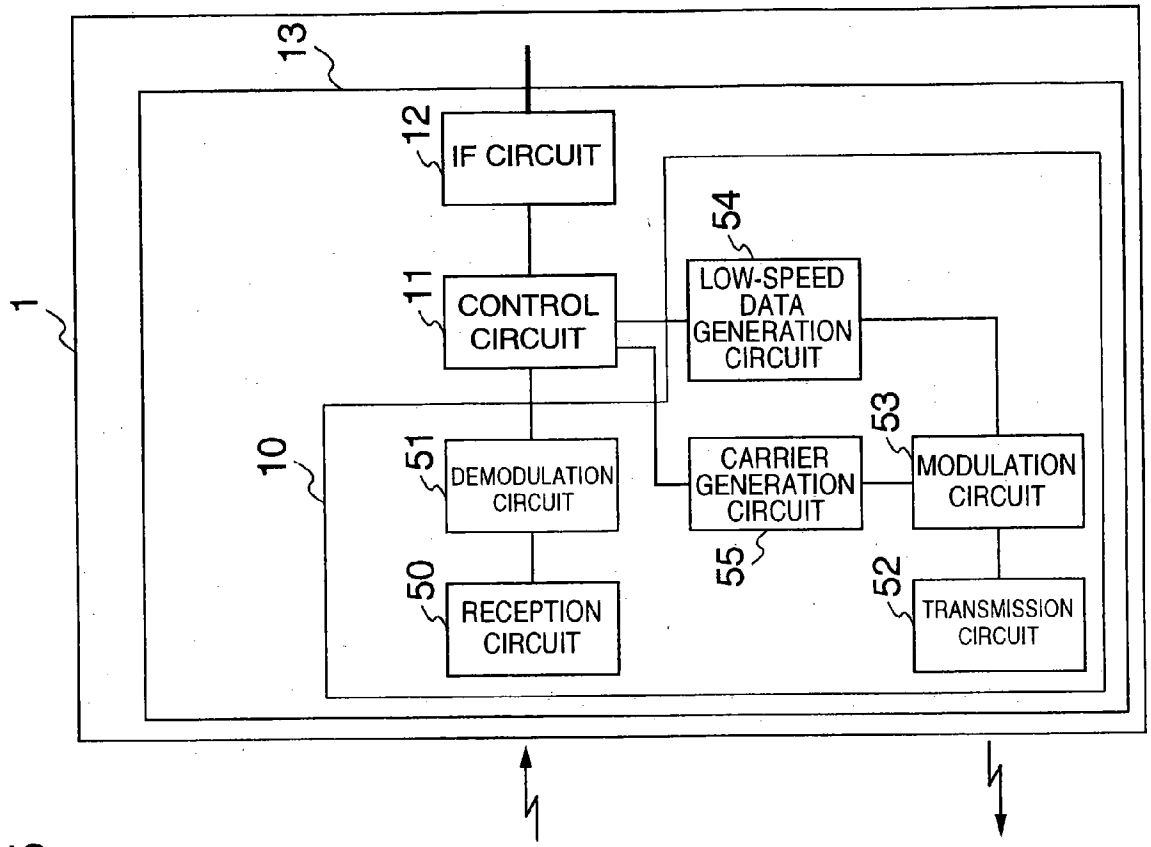 1
13
12
IF CIRCUIT
11
CONTROL
CIRCUIT
54
LOW-SPEED
DATA
GENERATION
CIRCUIT
10
51
DEMODULATION
CIRCUIT
CARRIER
GENERATION
CIRCUIT
55
53
MODULATION
CIRCUIT
50
RECEPTION
CIRCUIT
52
TRANSMISSION
CIRCUIT